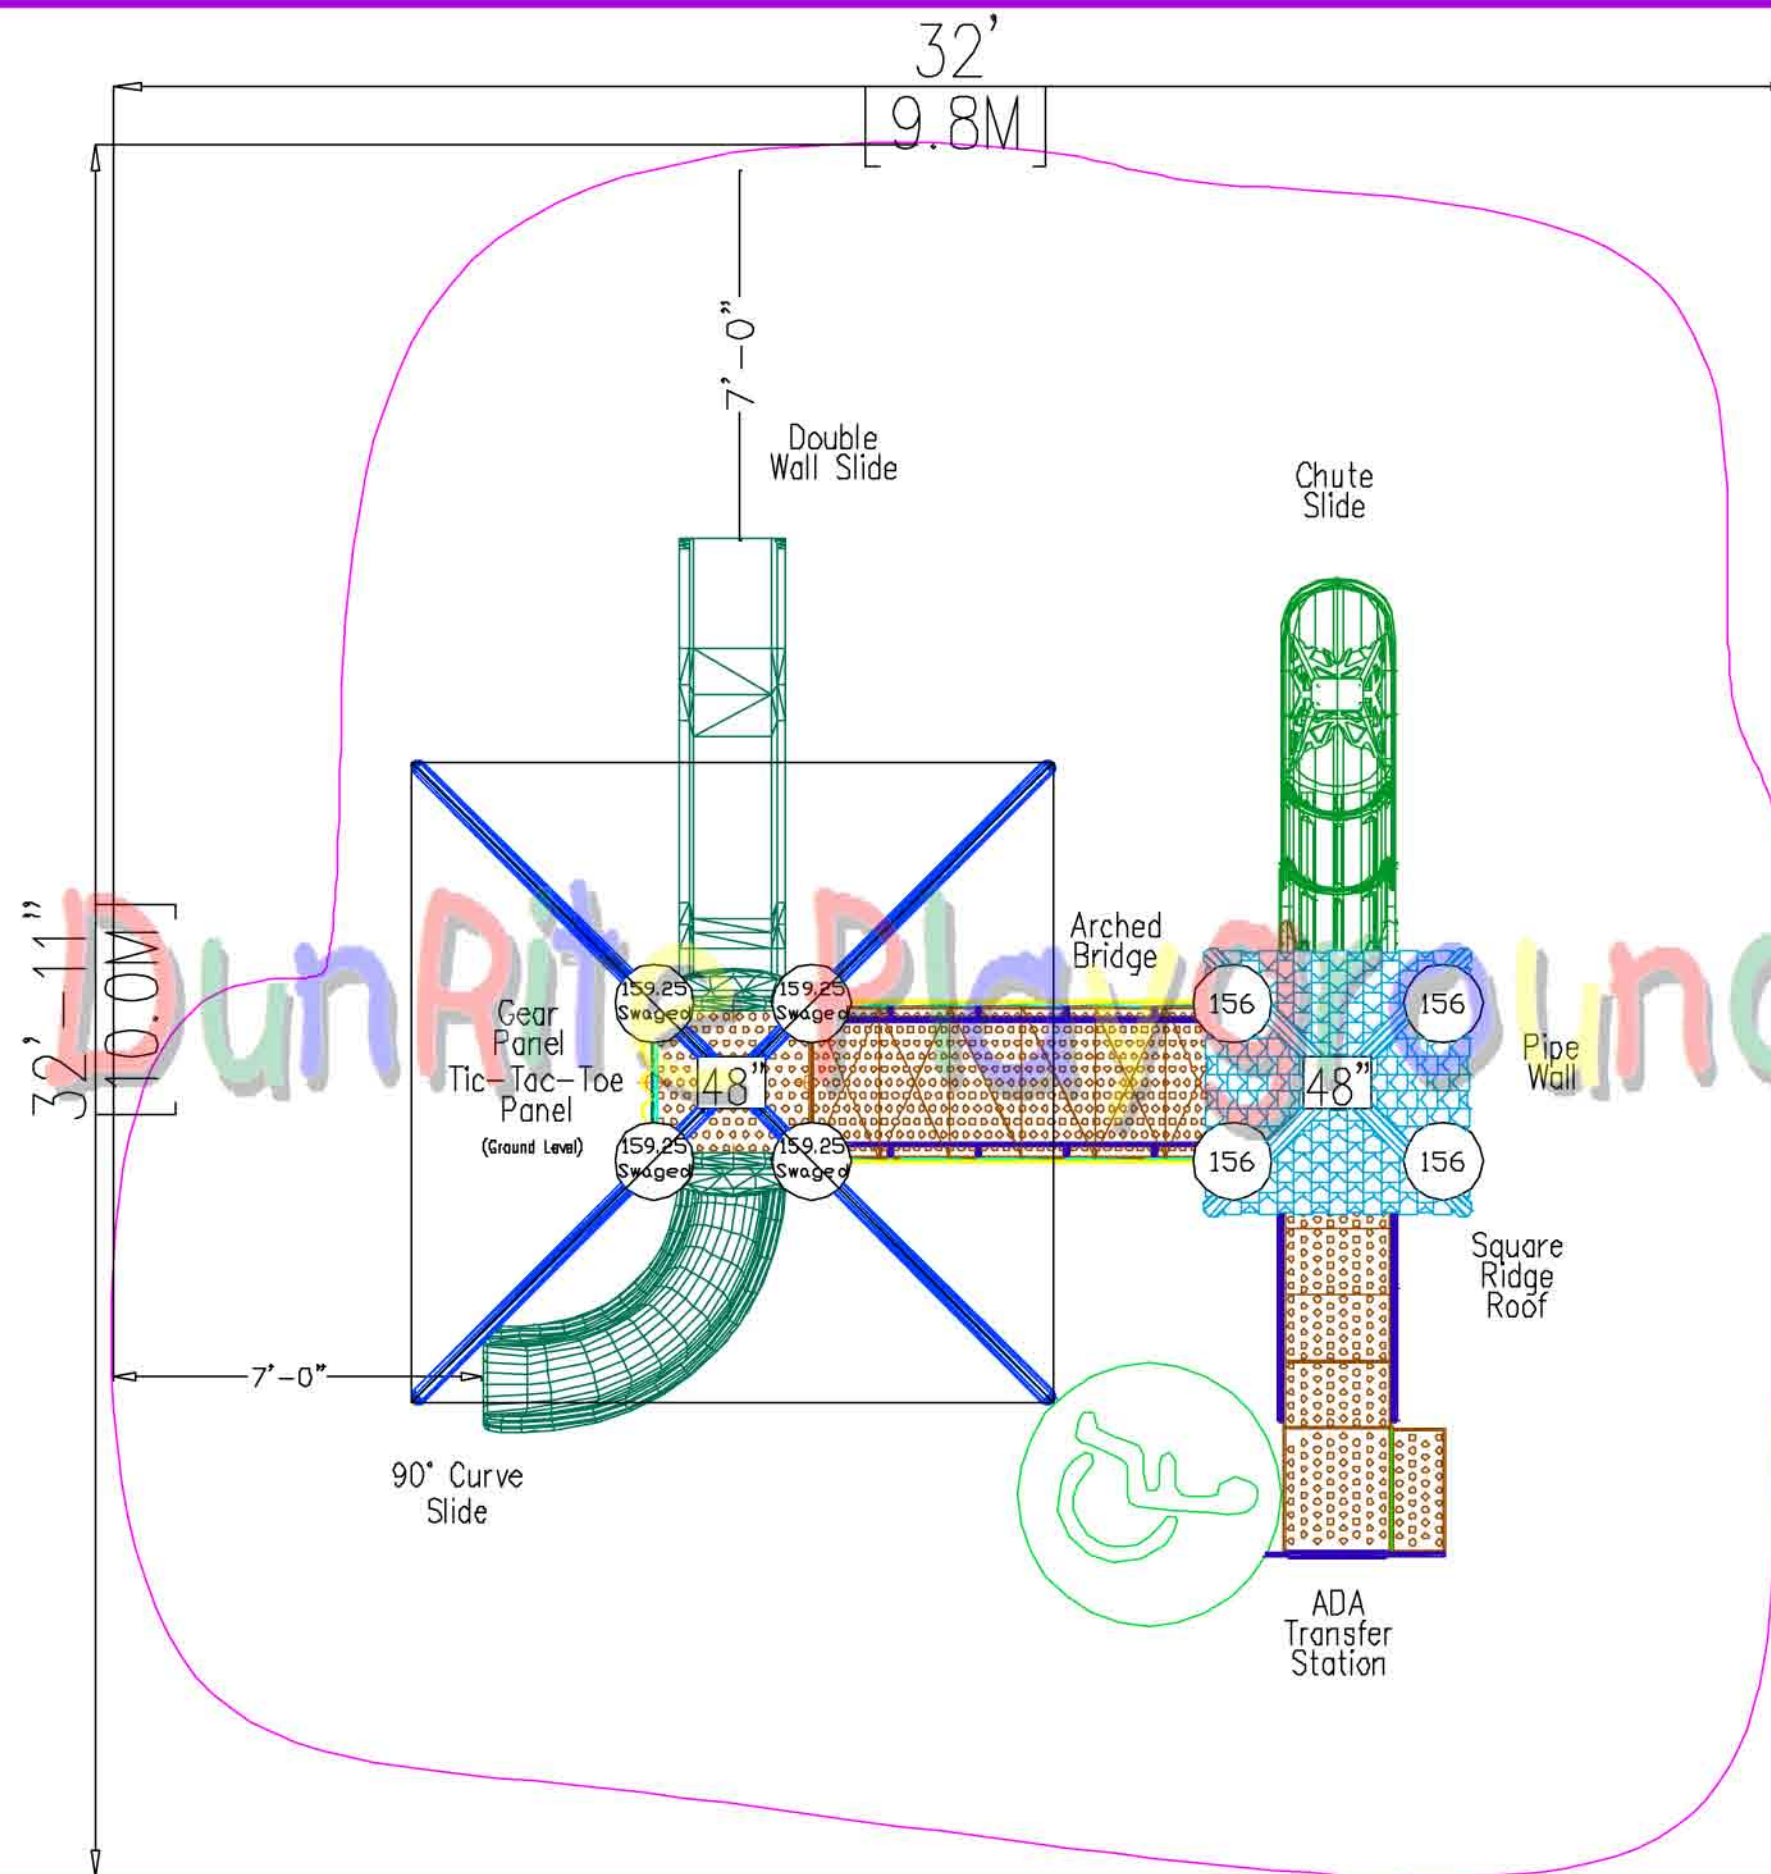 32'
[9.8M]
7'-0"
Double
Wall Slide
Chute
Slide
32'-11"
[10.0M]
DunRite Playground
Arched
Bridge
159.25
Swaged
159.25
Swaged
156
156
Gear
Panel
Tic-Tac-Toe
Panel
(Ground Level)
48"
48"
Pipe
Wall
159.25
Swaged
159.25
Swaged
156
156
Square
Ridge
Roof
7'-0"
90° Curve
Slide
ADA
Transfer
Station